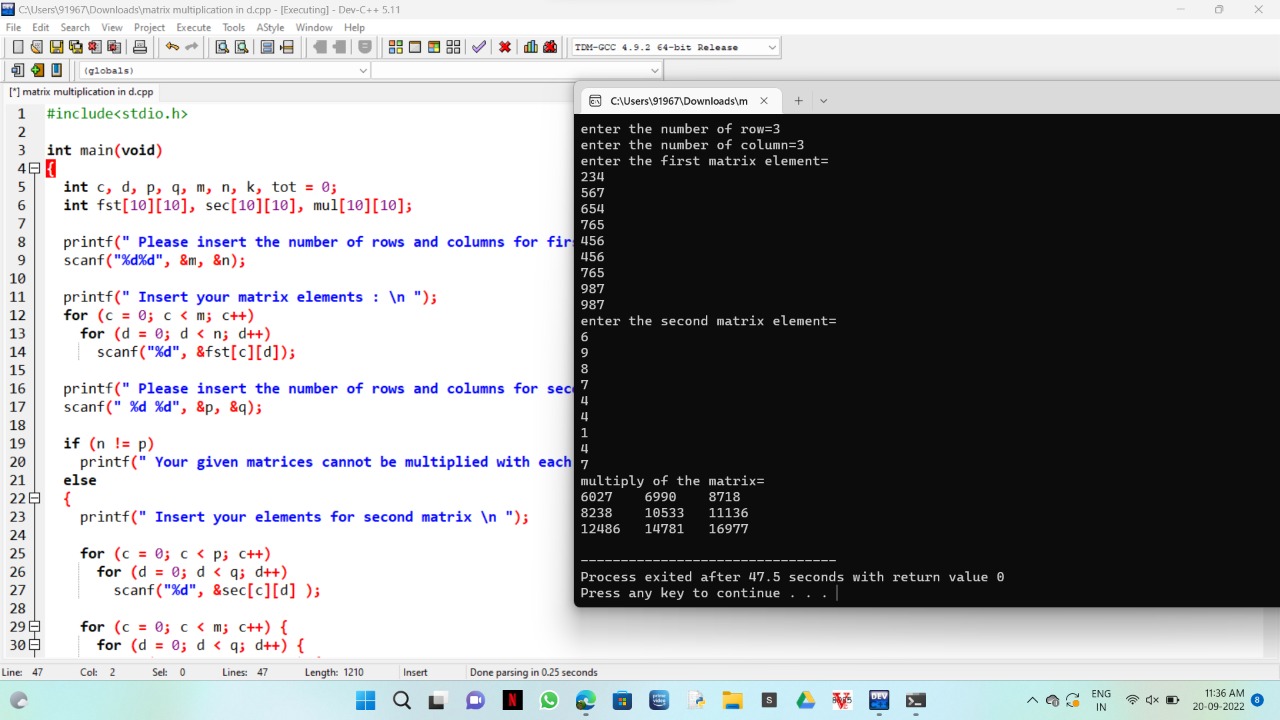 C:\Users\91967\Downloads\matrix multiplication in d.cpp - [Executing] - Dev-C++ 5.11
File Edit Search View Project Execute Tools AStyle Window Help
TDM-GCC 4.9.2 64-bit Release
(globals)
[*] matrix multiplication in d.cpp
1 #include<stdio.h>
2
3 int main(void)
4 {
5 int c, d, p, q, m, n, k, tot = 0;
6 int fst[10][10], sec[10][10], mul[10][10];
7
8 printf(" Please insert the number of rows and columns for fir
9 scanf("%d%d", &m, &n);
10
11 printf(" Insert your matrix elements : \n ");
12 for (c = 0; c < m; c++)
13 for (d = 0; d < n; d++)
14 scanf("%d", &fst[c][d]);
15
16 printf(" Please insert the number of rows and columns for sec
17 scanf(" %d %d", &p, &q);
18
19 if (n != p)
20 printf(" Your given matrices cannot be multiplied with each
21 else
22 {
23 printf(" Insert your elements for second matrix \n ");
24
25 for (c = 0; c < p; c++)
26 for (d = 0; d < q; d++)
27 scanf("%d", &sec[c][d] );
28
29 for (c = 0; c < m; c++) {
30 for (d = 0; d < q; d++) {
C:\Users\91967\Downloads\m
enter the number of row=3
enter the number of column=3
enter the first matrix element=
234
567
654
765
456
456
765
987
987
enter the second matrix element=
6
9
8
7
4
4
1
4
7
multiply of the matrix=
6027 6990 8718
8238 10533 11136
12486 14781 16977
--------------------------------
Process exited after 47.5 seconds with return value 0
Press any key to continue . . .
Line: 47 Col: 2 Sel: 0 Lines: 47 Length: 1210 Insert Done parsing in 0.25 seconds
ENG
IN
11:36 AM
20-09-2022
8